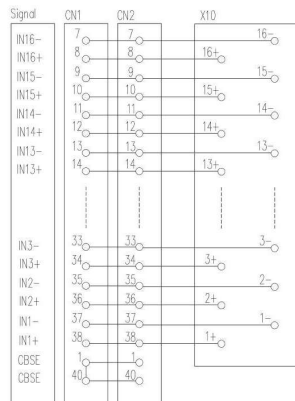 Signal CN1 CN2 X10
IN16- 7 7 16-
IN16+ 8 8 16+
IN15- 9 9 15-
IN15+ 10 10 15+
IN14- 11 11 14-
IN14+ 12 12 14+
IN13- 13 13 13-
IN13+ 14 14 13+
IN3- 33 33 3-
IN3+ 34 34 3+
IN2- 35 35 2-
IN2+ 36 36 2+
IN1- 37 37 1-
IN1+ 38 38 1+
CBSE 1 1
CBSE 40 40